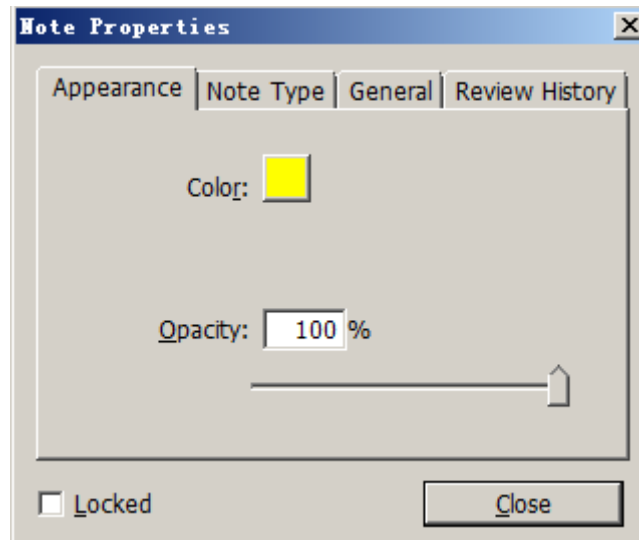 Note Properties
Appearance Note Type General Review History
Color:
Opacity: 100 %
Locked Close